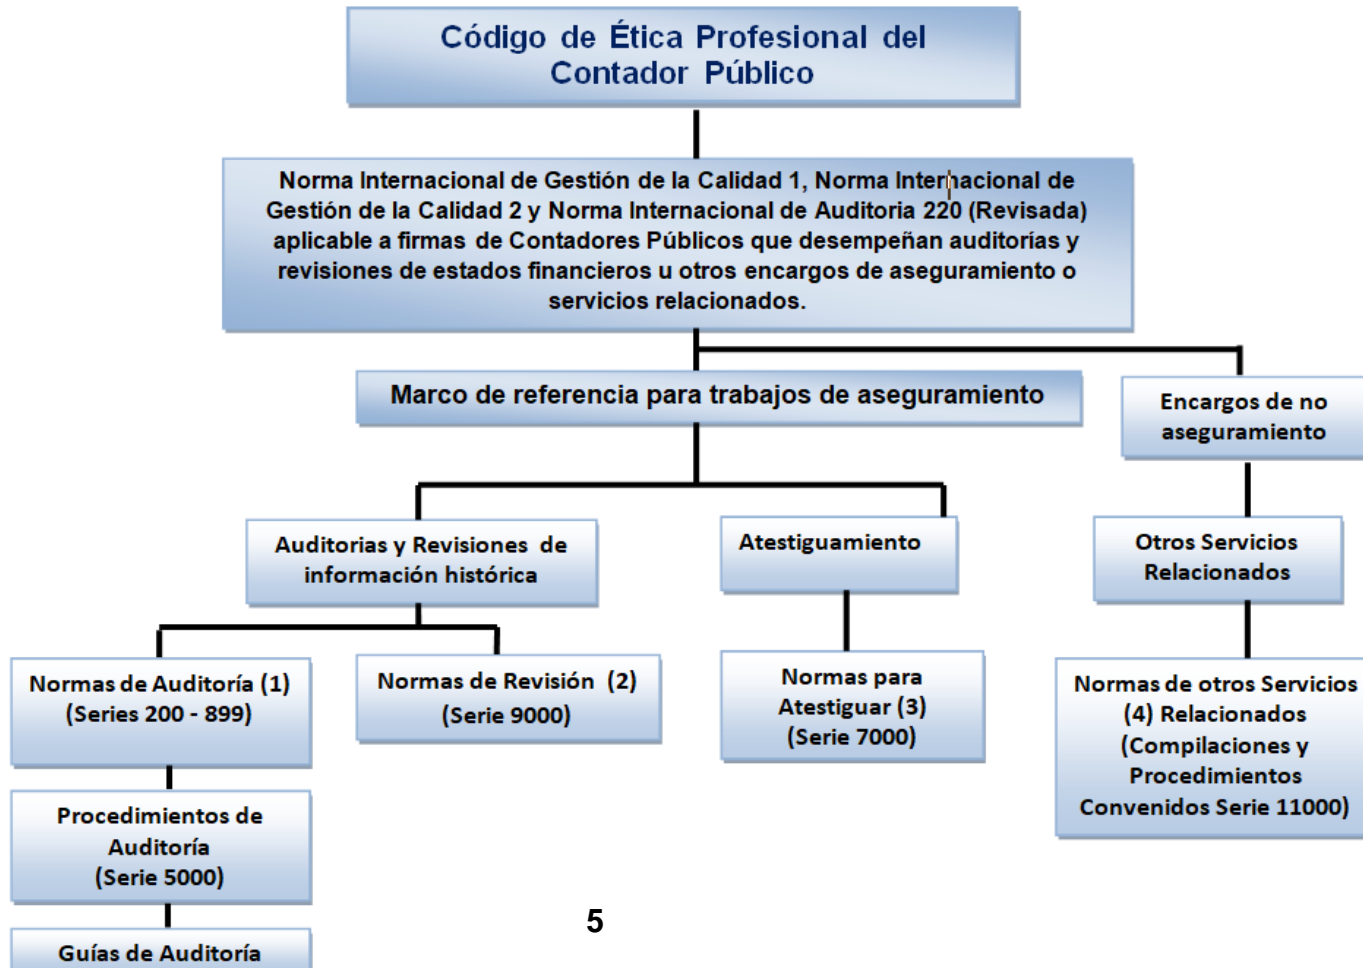 Código de Ética Profesional del
Contador Público
Norma Internacional de Gestión de la Calidad 1, Norma Internacional de
Gestión de la Calidad 2 y Norma Internacional de Auditoria 220 (Revisada)
aplicable a firmas de Contadores Públicos que desempeñan auditorías y
revisiones de estados financieros u otros encargos de aseguramiento o
servicios relacionados.
Marco de referencia para trabajos de aseguramiento
Encargos de no
aseguramiento
Auditorias y Revisiones de
información histórica
Atestiguamiento
Otros Servicios
Relacionados
Normas de Auditoría (1)
(Series 200 - 899)
Normas de Revisión (2)
(Serie 9000)
Normas para
Atestiguar (3)
(Serie 7000)
Normas de otros Servicios
(4) Relacionados
(Compilaciones y
Procedimientos
Convenidos Serie 11000)
Procedimientos de
Auditoría
(Serie 5000)
Guías de Auditoría
5